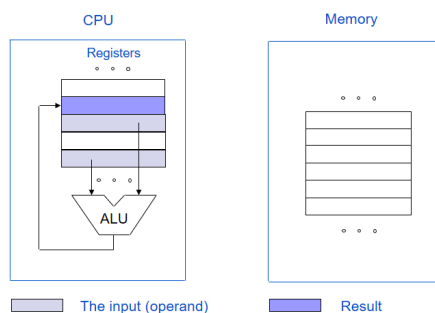 CPU
Memory
Registers
ALU
The input (operand)
Result